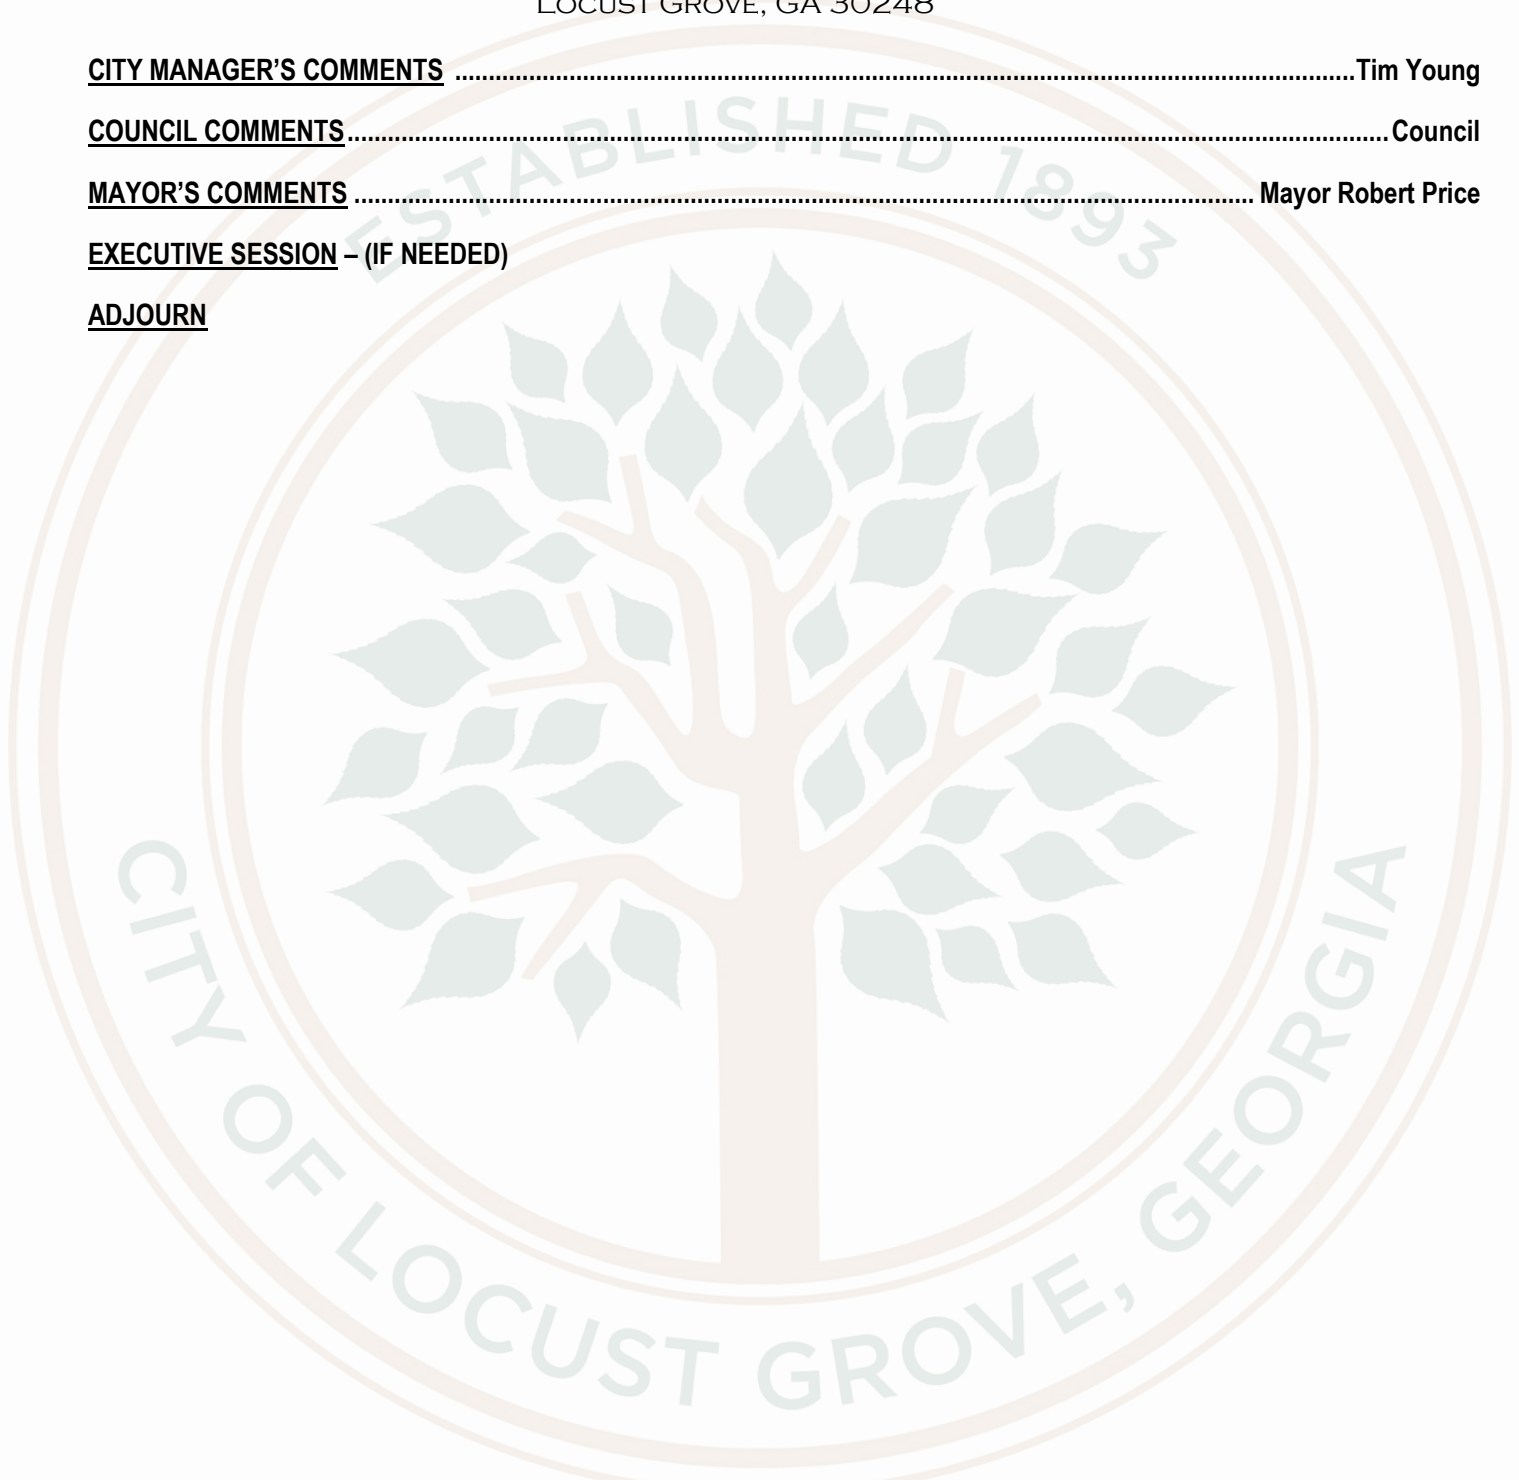 LOCUST GROVE, GA 30248
CITY MANAGER’S COMMENTS ........................................................................................................................................Tim Young
COUNCIL COMMENTS............................................................................................................................................................Council
MAYOR’S COMMENTS ....................................................................................................................................... Mayor Robert Price
EXECUTIVE SESSION – (IF NEEDED)
ADJOURN
ESTABLISHED 1893
CITY OF LOCUST GROVE, GEORGIA